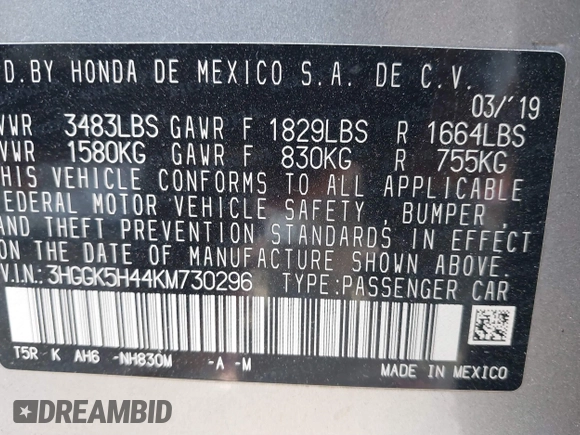 D.BY HONDA DE MEXICO S.A. DE C.V.
03/'19
VWR 3483LBS GAWR F 1829LBS R 1664LBS
VWR 1580KG GAWR F 830KG R 755KG
HIS VEHICLE CONFORMS TO ALL APPLICABLE
FEDERAL MOTOR VEHICLE SAFETY, BUMPER,
AND THEFT PREVENTION STANDARDS IN EFFECT
ON THE DATE OF MANUFACTURE SHOWN ABOVE.
V.I.N.:3HGGK5H44KM730296 TYPE:PASSENGER CAR
T5R K AH6 -NH830M -A -M
MADE IN MEXICO
DREAMBID